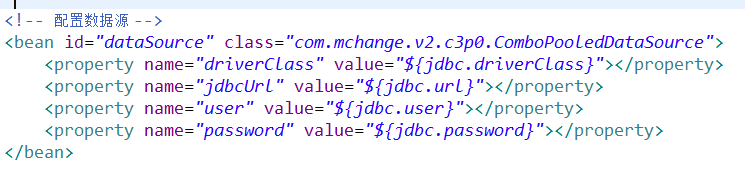 <!-- 配置数据源 -->
<bean id="dataSource" class="com.mchange.v2.c3p0.ComboPooledDataSource">
    <property name="driverClass" value="${jdbc.driverClass}"></property>
    <property name="jdbcUrl" value="${jdbc.url}"></property>
    <property name="user" value="${jdbc.user}"></property>
    <property name="password" value="${jdbc.password}"></property>
</bean>